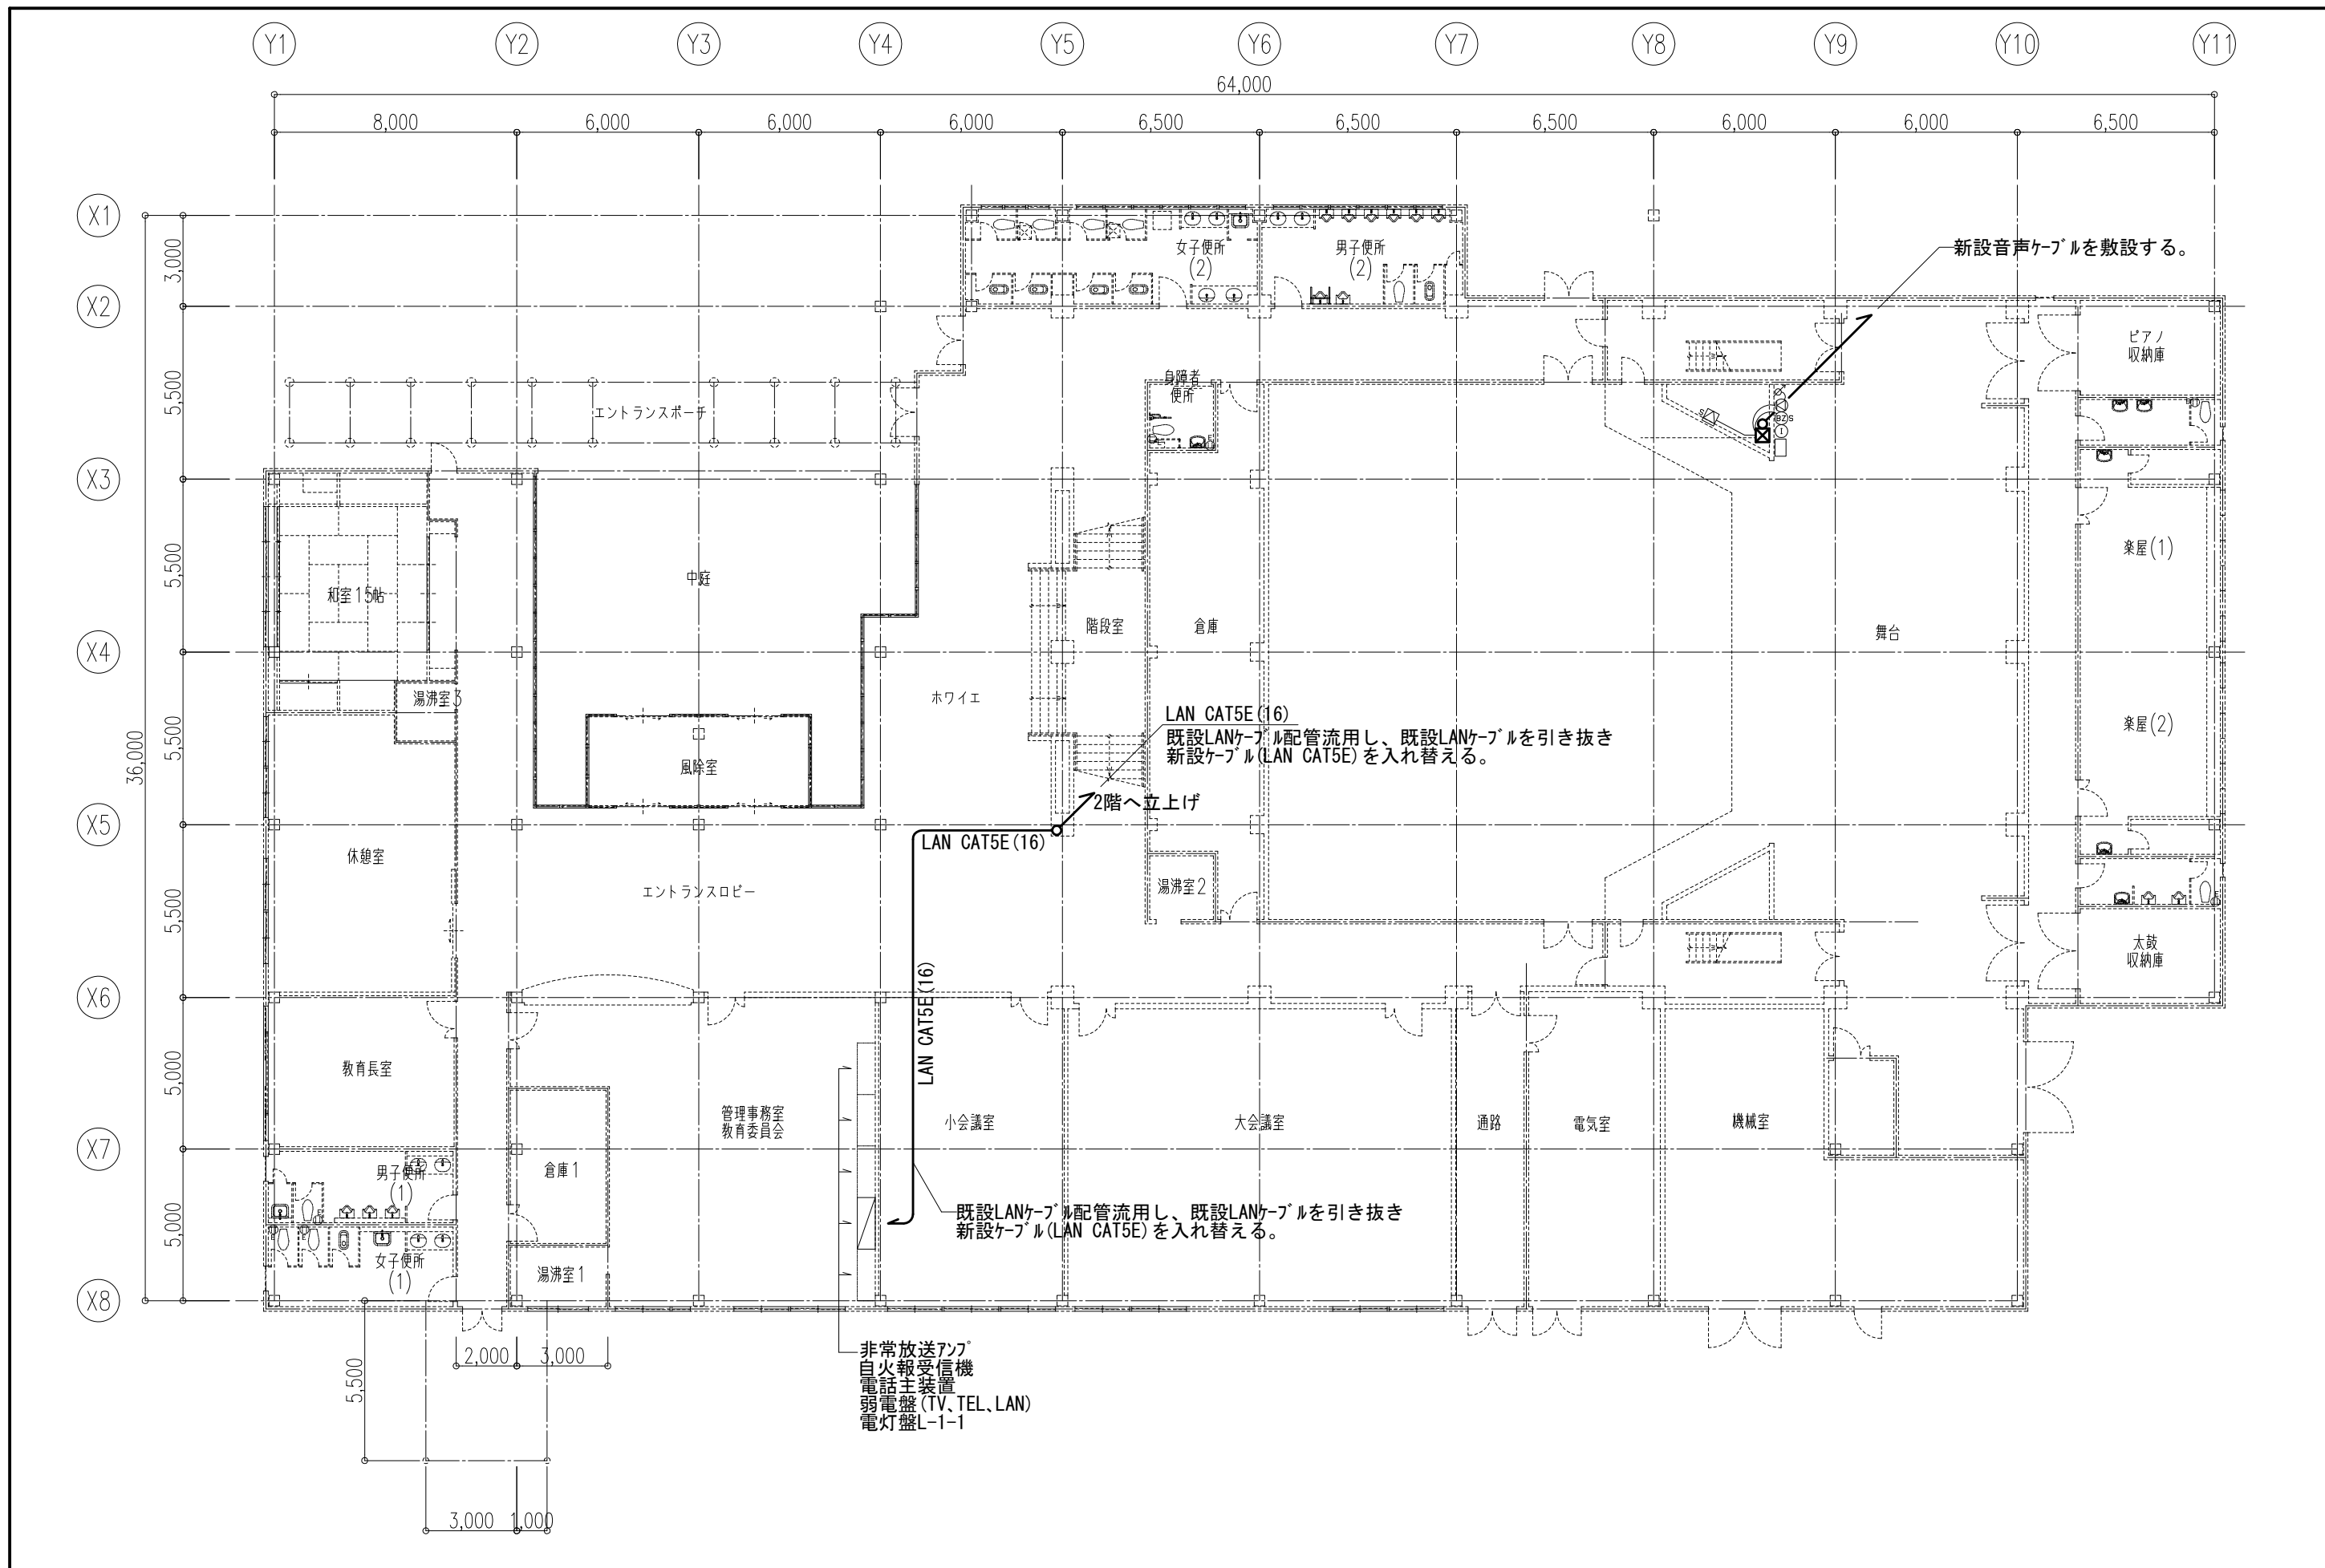 Y1 Y2 Y3 Y4 Y5 Y6 Y7 Y8 Y9 Y10 Y11
64,000
8,000 6,000 6,000 6,000 6,500 6,500 6,500 6,000 6,000 6,500
X1
X2
X3
X4
X5
X6
X7
X8
36,000
3,000
5,500
5,500
5,500
5,500
5,000
5,000
女子便所
(2)
男子便所
(2)
新設音声ｹｰﾌﾞﾙを敷設する。
ピアノ
収納庫
身障者
便所
エントランスポーチ
S
BZ S
I
楽屋(1)
中庭
和室15帖
階段室
倉庫
舞台
湯沸室3
ホワイエ
楽屋(2)
LAN CAT5E(16)
既設LANｹｰﾌﾞﾙ配管流用し、既設LANｹｰﾌﾞﾙを引き抜き
新設ｹｰﾌﾞﾙ(LAN CAT5E)を入れ替える。
風除室
2階へ立上げ
LAN CAT5E(16)
休憩室
エントランスロビー
湯沸室2
太鼓
収納庫
LAN CAT5E(16)
教育長室
管理事務室
教育委員会
小会議室
大会議室
通路
電気室
機械室
男子便所
(1)
倉庫1
既設LANｹｰﾌﾞﾙ配管流用し、既設LANｹｰﾌﾞﾙを引き抜き
新設ｹｰﾌﾞﾙ(LAN CAT5E)を入れ替える。
女子便所
(1)
湯沸室1
2,000 3,000
5,500
3,000 1,000
非常放送ｱﾝﾌﾟ
自火報受信機
電話主装置
弱電盤(TV、TEL、LAN)
電灯盤L-1-1